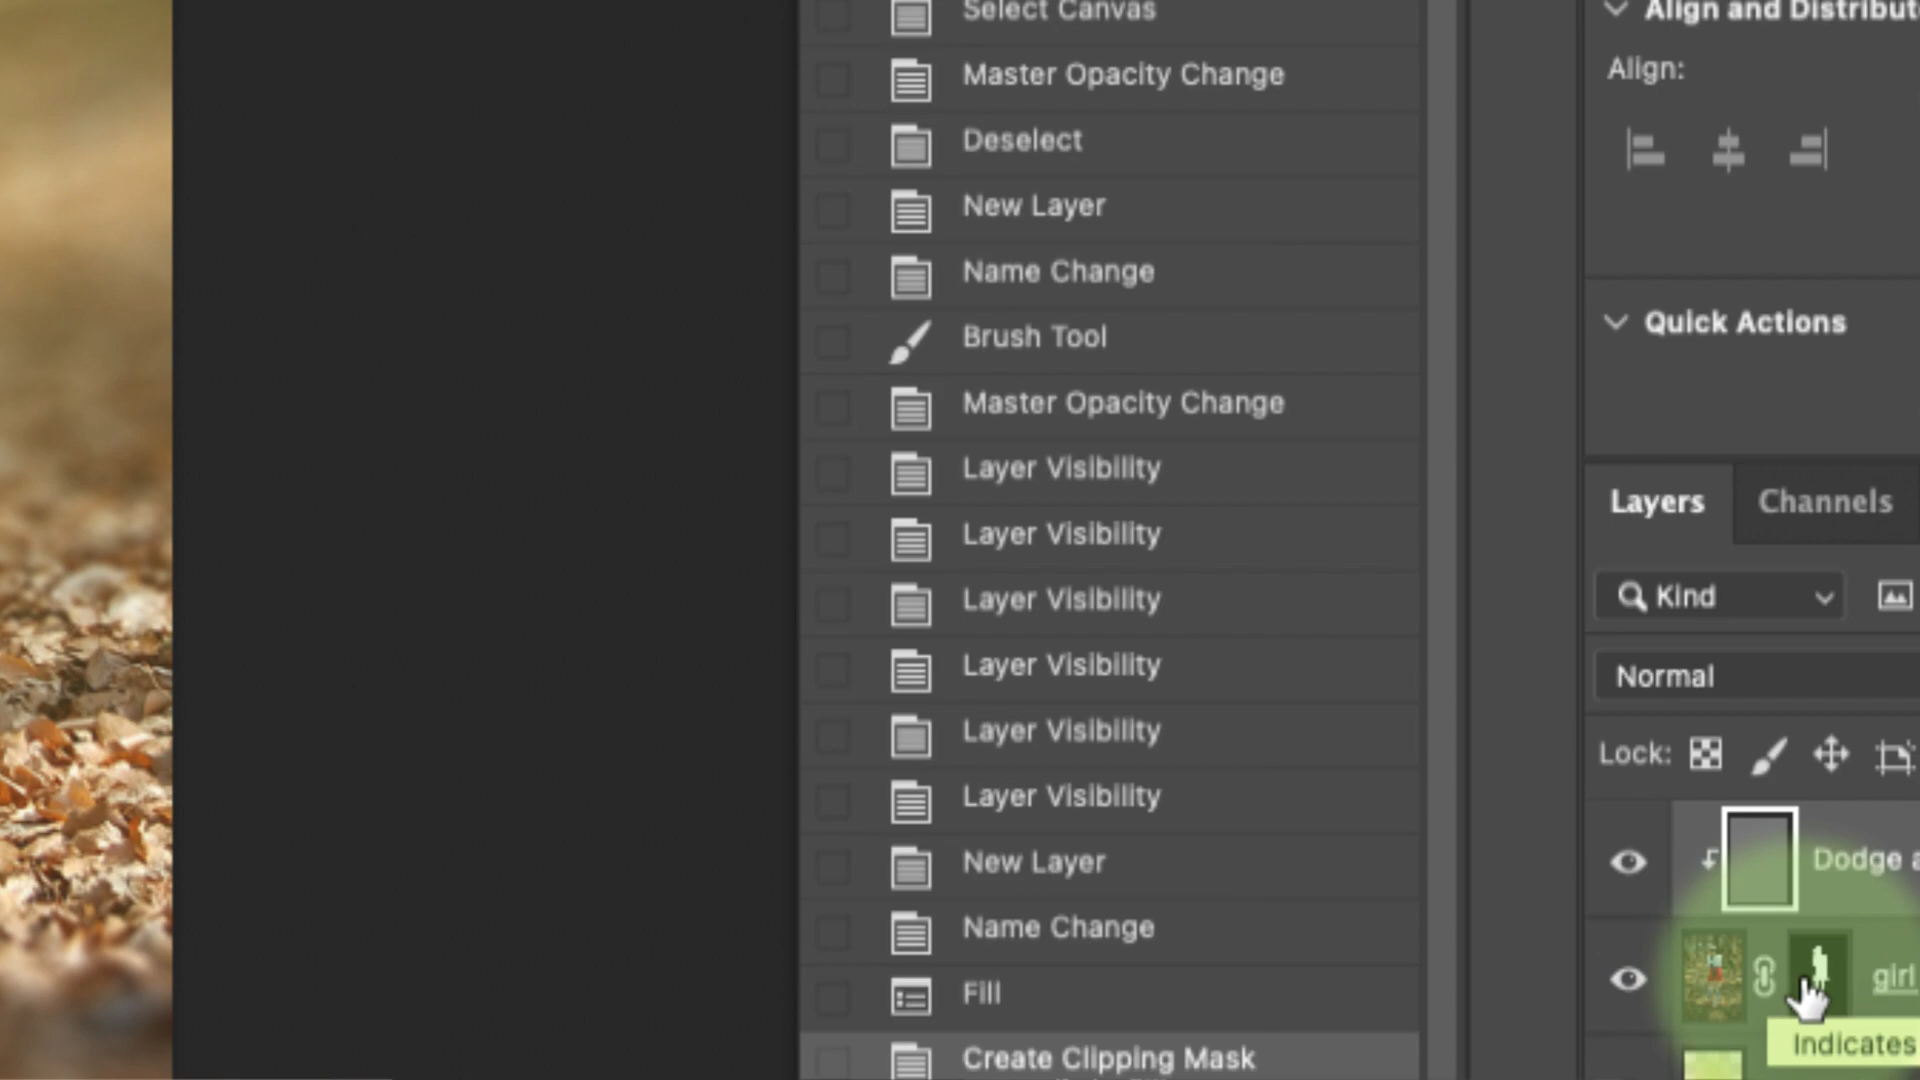 Select Canvas
Master Opacity Change
Deselect
New Layer
Name Change
Brush Tool
Master Opacity Change
Layer Visibility
Layer Visibility
Layer Visibility
Layer Visibility
Layer Visibility
Layer Visibility
New Layer
Name Change
Fill
Create Clipping Mask
Align and Distribut
Align:
Quick Actions
Layers Channels
Kind
Normal
Lock:
Dodge a
girl
Indicates